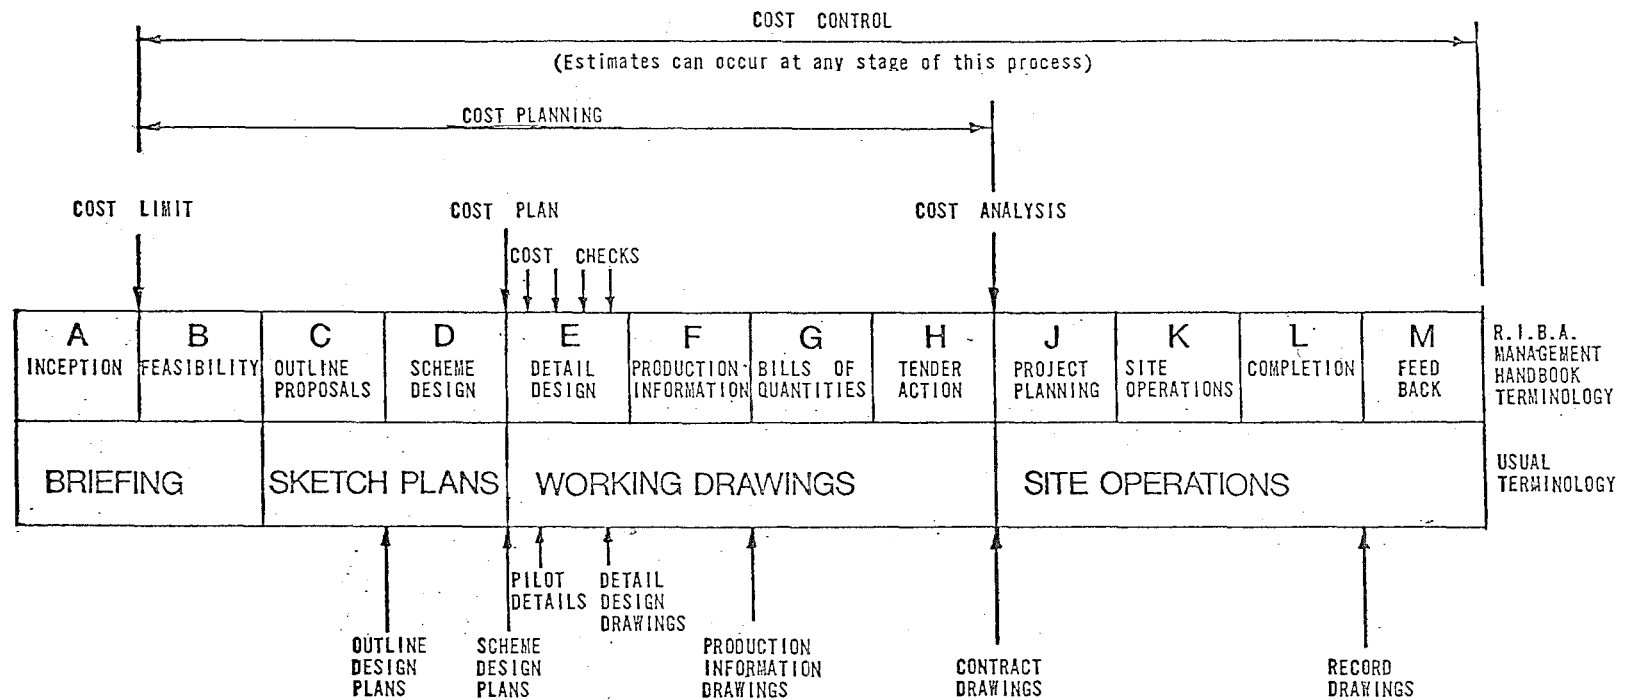 COST CONTROL
(Estimates can occur at any stage of this process)
COST PLANNING
COST LIMIT
COST PLAN
COST ANALYSIS
COST CHECKS
A
INCEPTION
B
FEASIBILITY
C
OUTLINE
PROPOSALS
D
SCHEME
DESIGN
E
DETAIL
DESIGN
F
PRODUCTION
INFORMATION
G
BILLS OF
QUANTITIES
H
TENDER
ACTION
J
PROJECT
PLANNING
K
SITE
OPERATIONS
L
COMPLETION
M
FEED
BACK
R.I.B.A.
MANAGEMENT
HANDBOOK
TERMINOLOGY
BRIEFING
SKETCH PLANS
WORKING DRAWINGS
SITE OPERATIONS
USUAL
TERMINOLOGY
PILOT
DETAILS
DETAIL
DESIGN
DRAWINGS
OUTLINE
DESIGN
PLANS
SCHEME
DESIGN
PLANS
PRODUCTION
INFORMATION
DRAWINGS
CONTRACT
DRAWINGS
RECORD
DRAWINGS